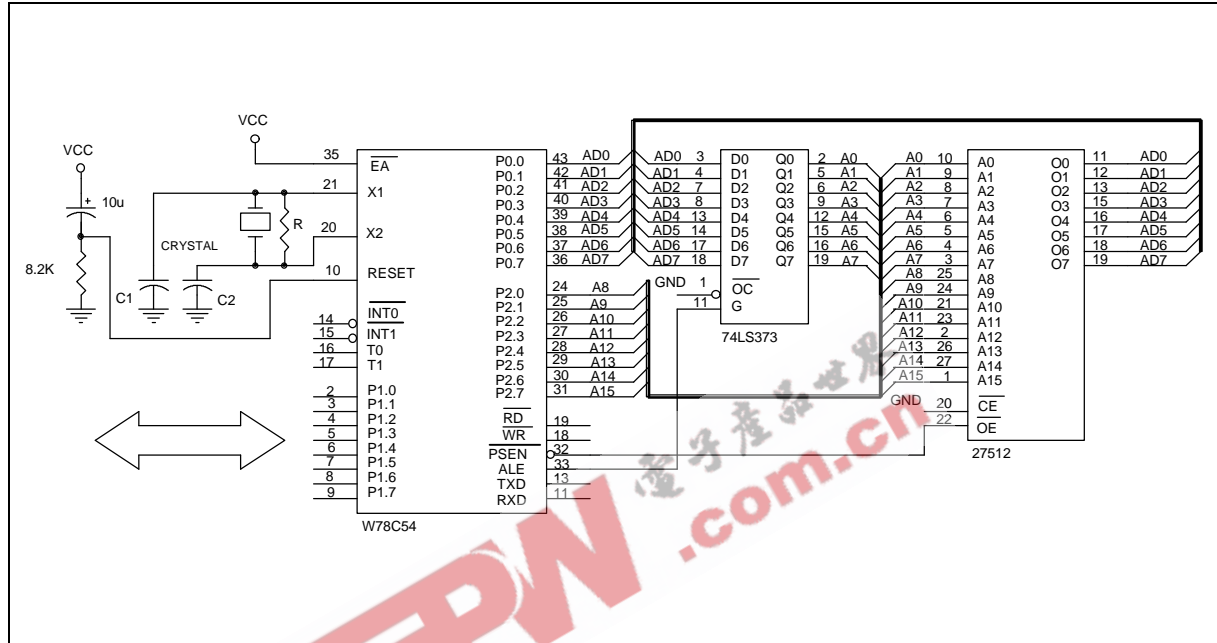 VCC
VCC
10u
+
8.2K
C1
C2
CRYSTAL
R
35
21
20
10
14
15
16
17
2
3
4
5
6
7
8
9
EA
X1
X2
RESET
INT0
INT1
T0
T1
P1.0
P1.1
P1.2
P1.3
P1.4
P1.5
P1.6
P1.7
P0.0 43 AD0
P0.1 42 AD1
P0.2 41 AD2
P0.3 40 AD3
P0.4 39 AD4
P0.5 38 AD5
P0.6 37 AD6
P0.7 36 AD7
P2.0 24 A8
P2.1 25 A9
P2.2 26 A10
P2.3 27 A11
P2.4 28 A12
P2.5 29 A13
P2.6 30 A14
P2.7 31 A15
RD 19
WR 18
PSEN 32
ALE 33
TXD 13
RXD 11
W78C54
AD0 3 D0 Q0 2 A0
AD1 4 D1 Q1 5 A1
AD2 7 D2 Q2 6 A2
AD3 8 D3 Q3 9 A3
AD4 13 D4 Q4 12 A4
AD5 14 D5 Q5 15 A5
AD6 17 D6 Q6 16 A6
AD7 18 D7 Q7 19 A7
GND 1 OC
11 G
74LS373
A0 10 A0 O0 11 AD0
A1 9 A1 O1 12 AD1
A2 8 A2 O2 13 AD2
A3 7 A3 O3 15 AD3
A4 6 A4 O4 16 AD4
A5 5 A5 O5 17 AD5
A6 4 A6 O6 18 AD6
A7 3 A7 O7 19 AD7
A8 25 A8
A9 24 A9
A10 21 A10
A11 23 A11
A12 2 A12
A13 26 A13
A14 27 A14
A15 1 A15
GND 20 CE
22 OE
27512
電子產品世界
.com.cn